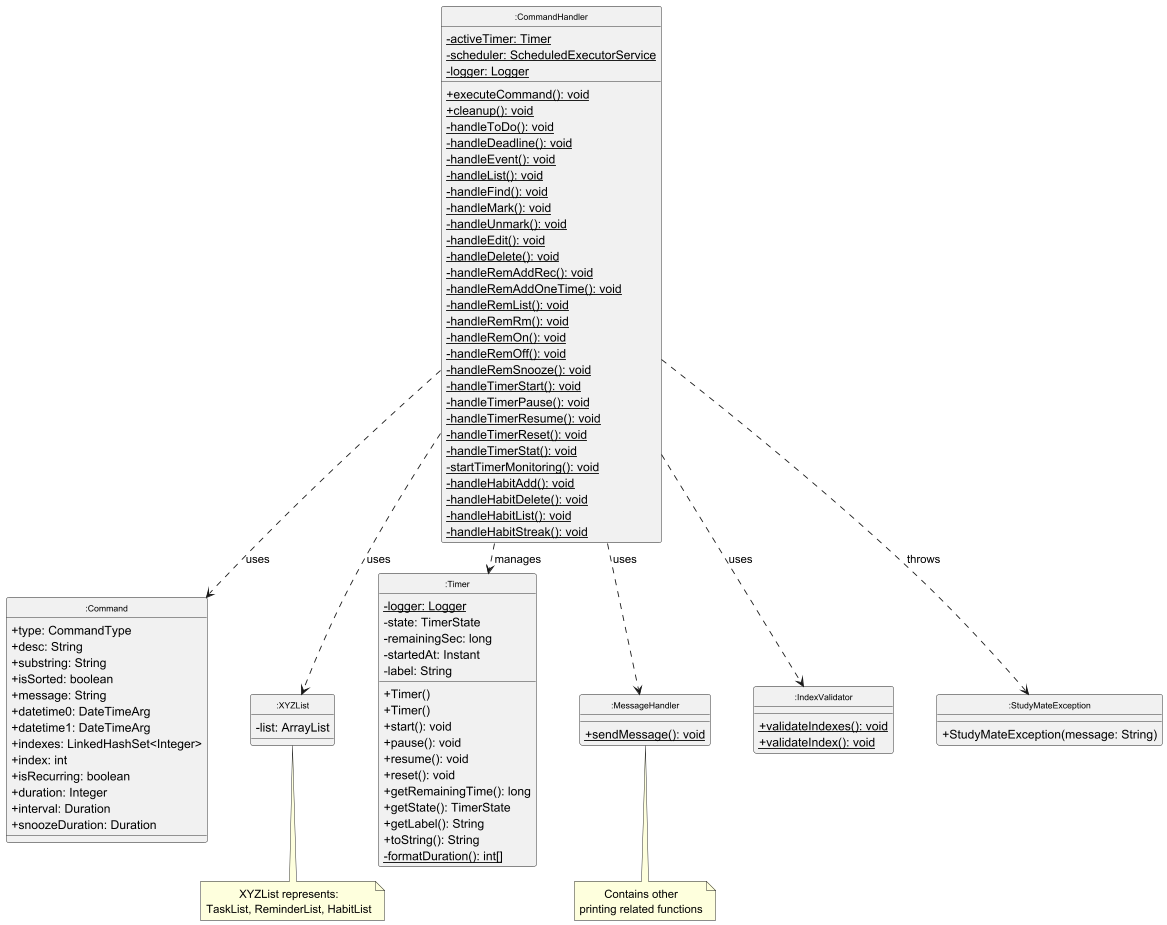 :CommandHandler
-activeTimer: Timer
-scheduler: ScheduledExecutorService
-logger: Logger
+executeCommand(): void
+cleanup(): void
-handleToDo(): void
-handleDeadline(): void
-handleEvent(): void
-handleList(): void
-handleFind(): void
-handleMark(): void
-handleUnmark(): void
-handleEdit(): void
-handleDelete(): void
-handleRemAddRec(): void
-handleRemAddOneTime(): void
-handleRemList(): void
-handleRemRm(): void
-handleRemOn(): void
-handleRemOff(): void
-handleRemSnooze(): void
-handleTimerStart(): void
-handleTimerPause(): void
-handleTimerResume(): void
-handleTimerReset(): void
-handleTimerStat(): void
-startTimerMonitoring(): void
-handleHabitAdd(): void
-handleHabitDelete(): void
-handleHabitList(): void
-handleHabitStreak(): void
uses
uses
manages
uses
uses
throws
:Command
+type: CommandType
+desc: String
+substring: String
+isSorted: boolean
+message: String
+datetime0: DateTimeArg
+datetime1: DateTimeArg
+indexes: LinkedHashSet<Integer>
+index: int
+isRecurring: boolean
+duration: Integer
+interval: Duration
+snoozeDuration: Duration
:XYZList
-list: ArrayList
:Timer
-logger: Logger
-state: TimerState
-remainingSec: long
-startedAt: Instant
-label: String
+Timer()
+Timer()
+start(): void
+pause(): void
+resume(): void
+reset(): void
+getRemainingTime(): long
+getState(): TimerState
+getLabel(): String
+toString(): String
-formatDuration(): int[]
:MessageHandler
+sendMessage(): void
:IndexValidator
+validateIndexes(): void
+validateIndex(): void
:StudyMateException
+StudyMateException(message: String)
XYZList represents:
TaskList, ReminderList, HabitList
Contains other
printing related functions